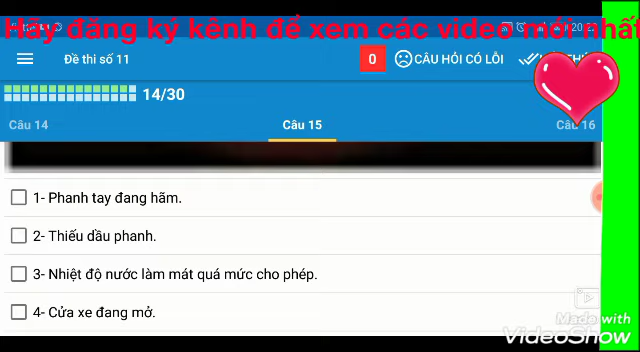 Hãy đăng ký kênh để xem các video mới nhất
Đề thi số 11
0
CÂU HỎI CÓ LỖI
14/30
Câu 14
Câu 15
Câu 16
1- Phanh tay đang hãm.
2- Thiếu dầu phanh.
3- Nhiệt độ nước làm mát quá mức cho phép.
4- Cửa xe đang mở.
Made with
VideoShow